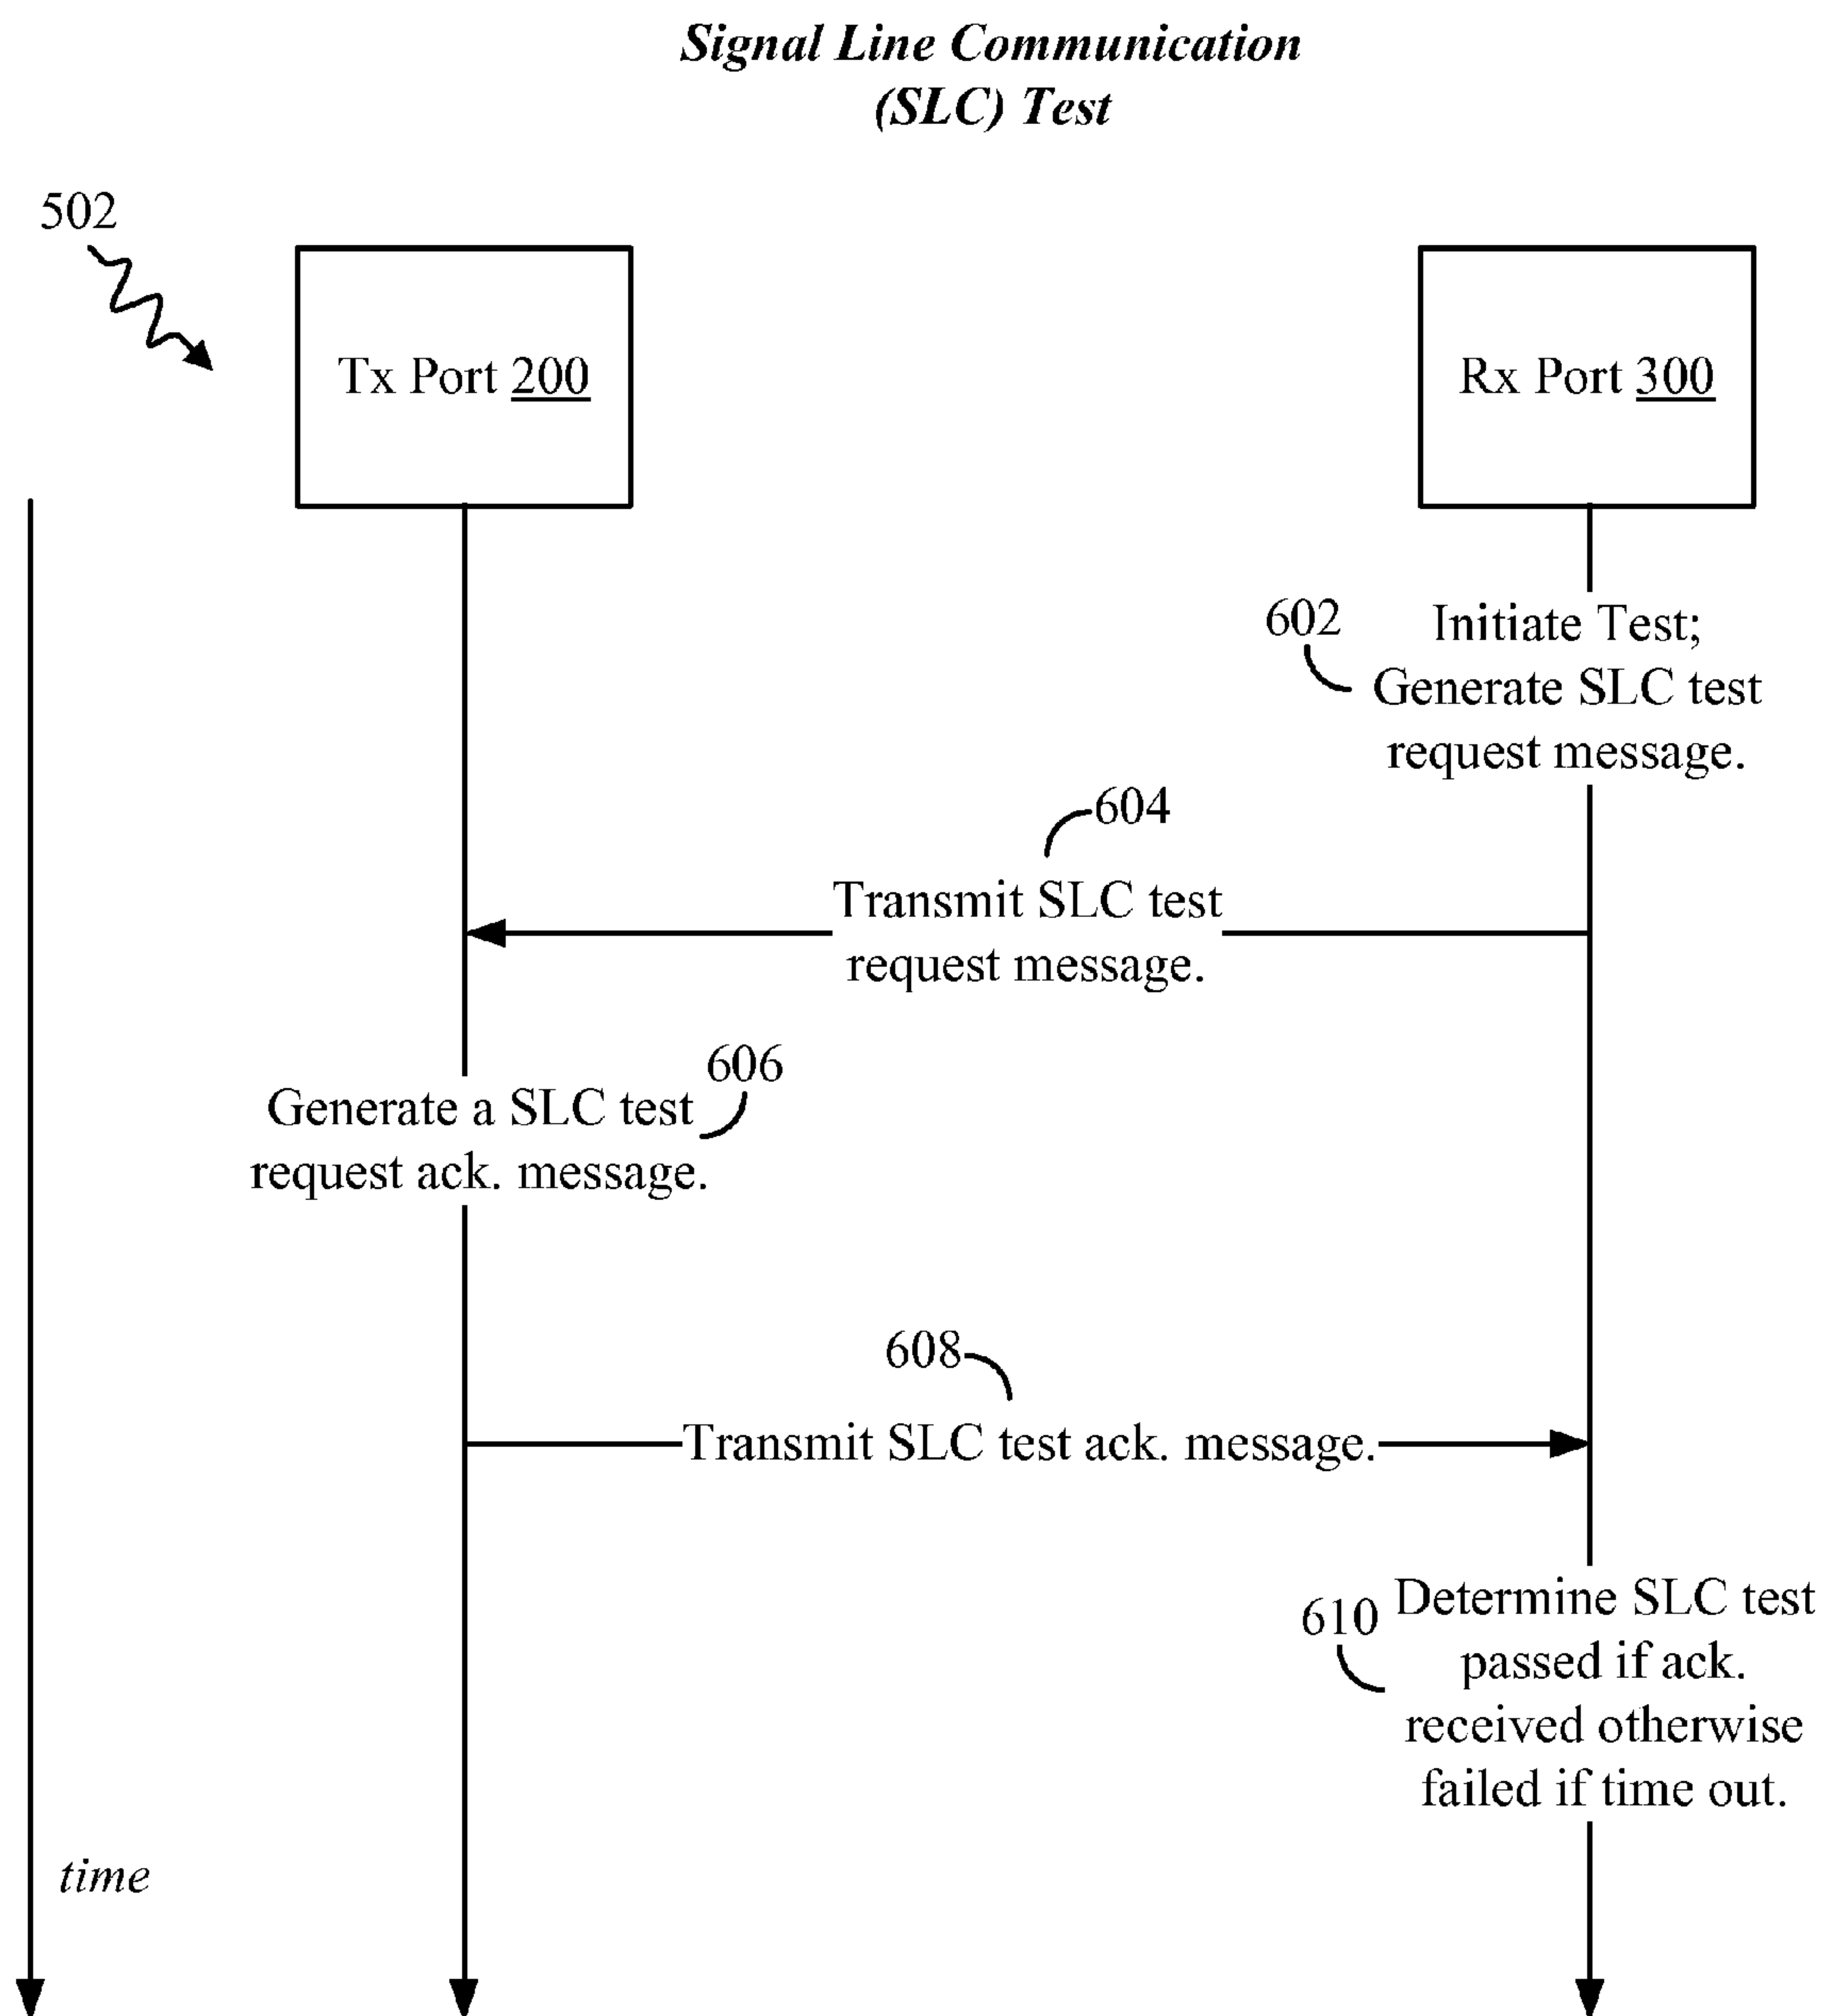 Signal Line Communication
(SLC) Test
502
Tx Port 200
Rx Port 300
602
Initiate Test;
Generate SLC test
request message.
604
Transmit SLC test
request message.
606
Generate a SLC test
request ack. message.
608
Transmit SLC test ack. message.
610
Determine SLC test
passed if ack.
received otherwise
failed if time out.
time